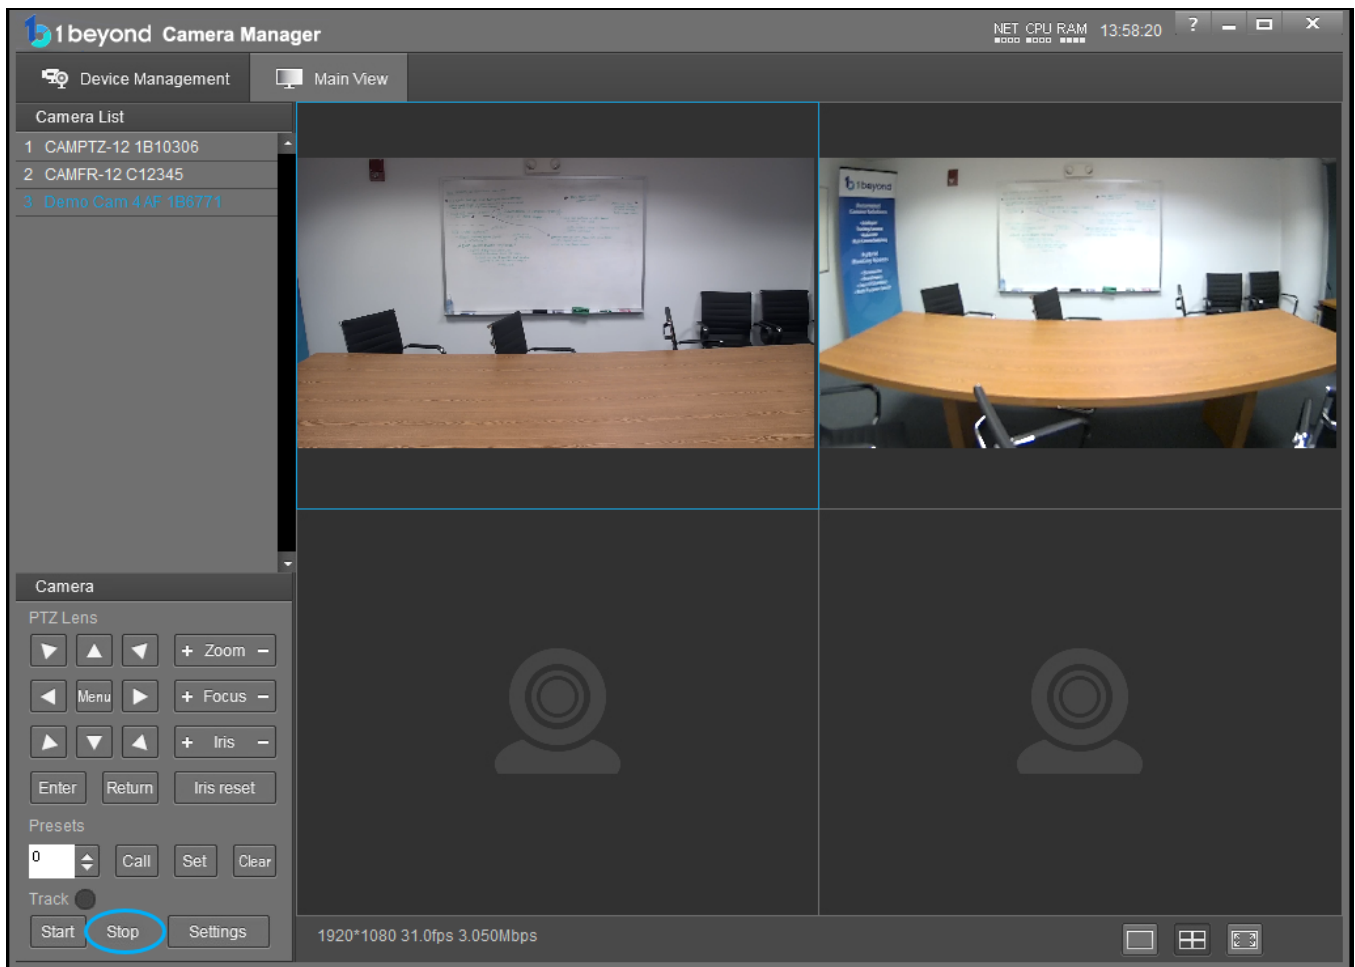 1beyond Camera Manager
NET CPU RAM 13:58:20 ?
Device Management
Main View
Camera List
1 CAMPTZ-12 1B10306
2 CAMFR-12 C12345
3 Demo Cam 4 AF 1B6771
1beyond
Camera
PTZ Lens
+ Zoom −
Menu + Focus −
+ Iris −
Enter Return Iris reset
Presets
0 Call Set Clear
Track
Start Stop Settings
1920*1080 31.0fps 3.050Mbps